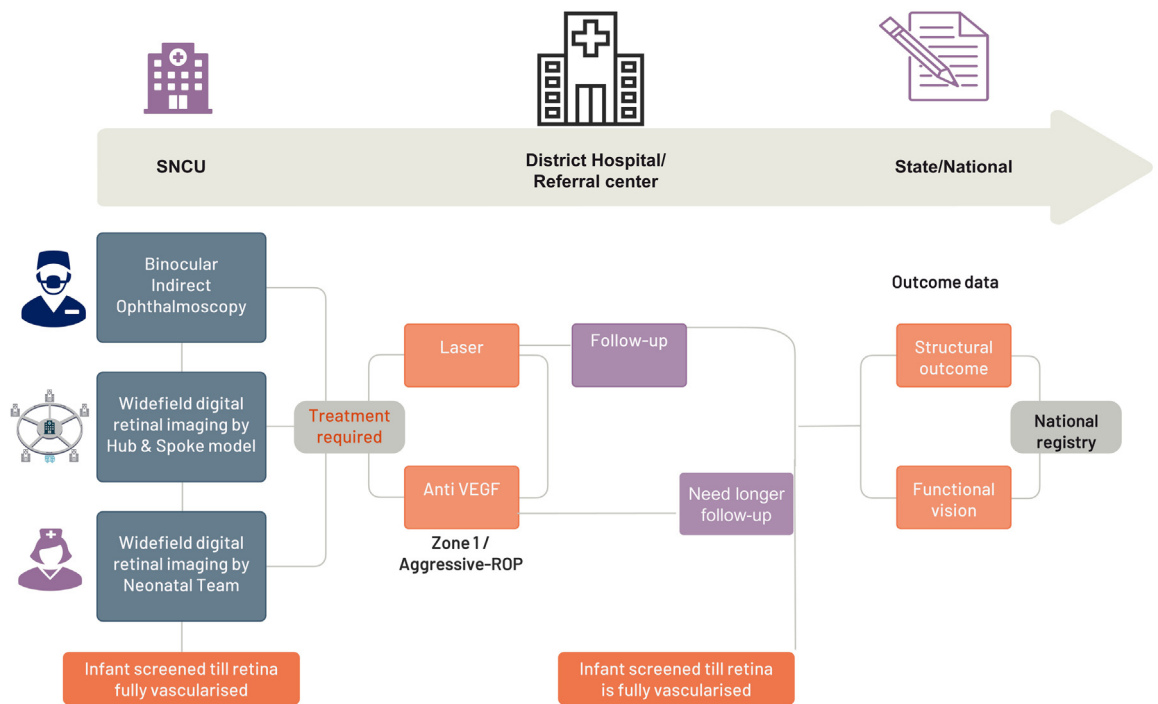 SNCU
District Hospital/
Referral center
State/National
Binocular
Indirect
Ophthalmoscopy
Widefield digital
retinal imaging by
Hub & Spoke model
Widefield digital
retinal imaging by
Neonatal Team
Infant screened till retina
fully vascularised
Treatment
required
Laser
Anti VEGF
Zone 1 /
Aggressive-ROP
Follow-up
Need longer
follow-up
Infant screened till retina
is fully vascularised
Outcome data
Structural
outcome
Functional
vision
National
registry